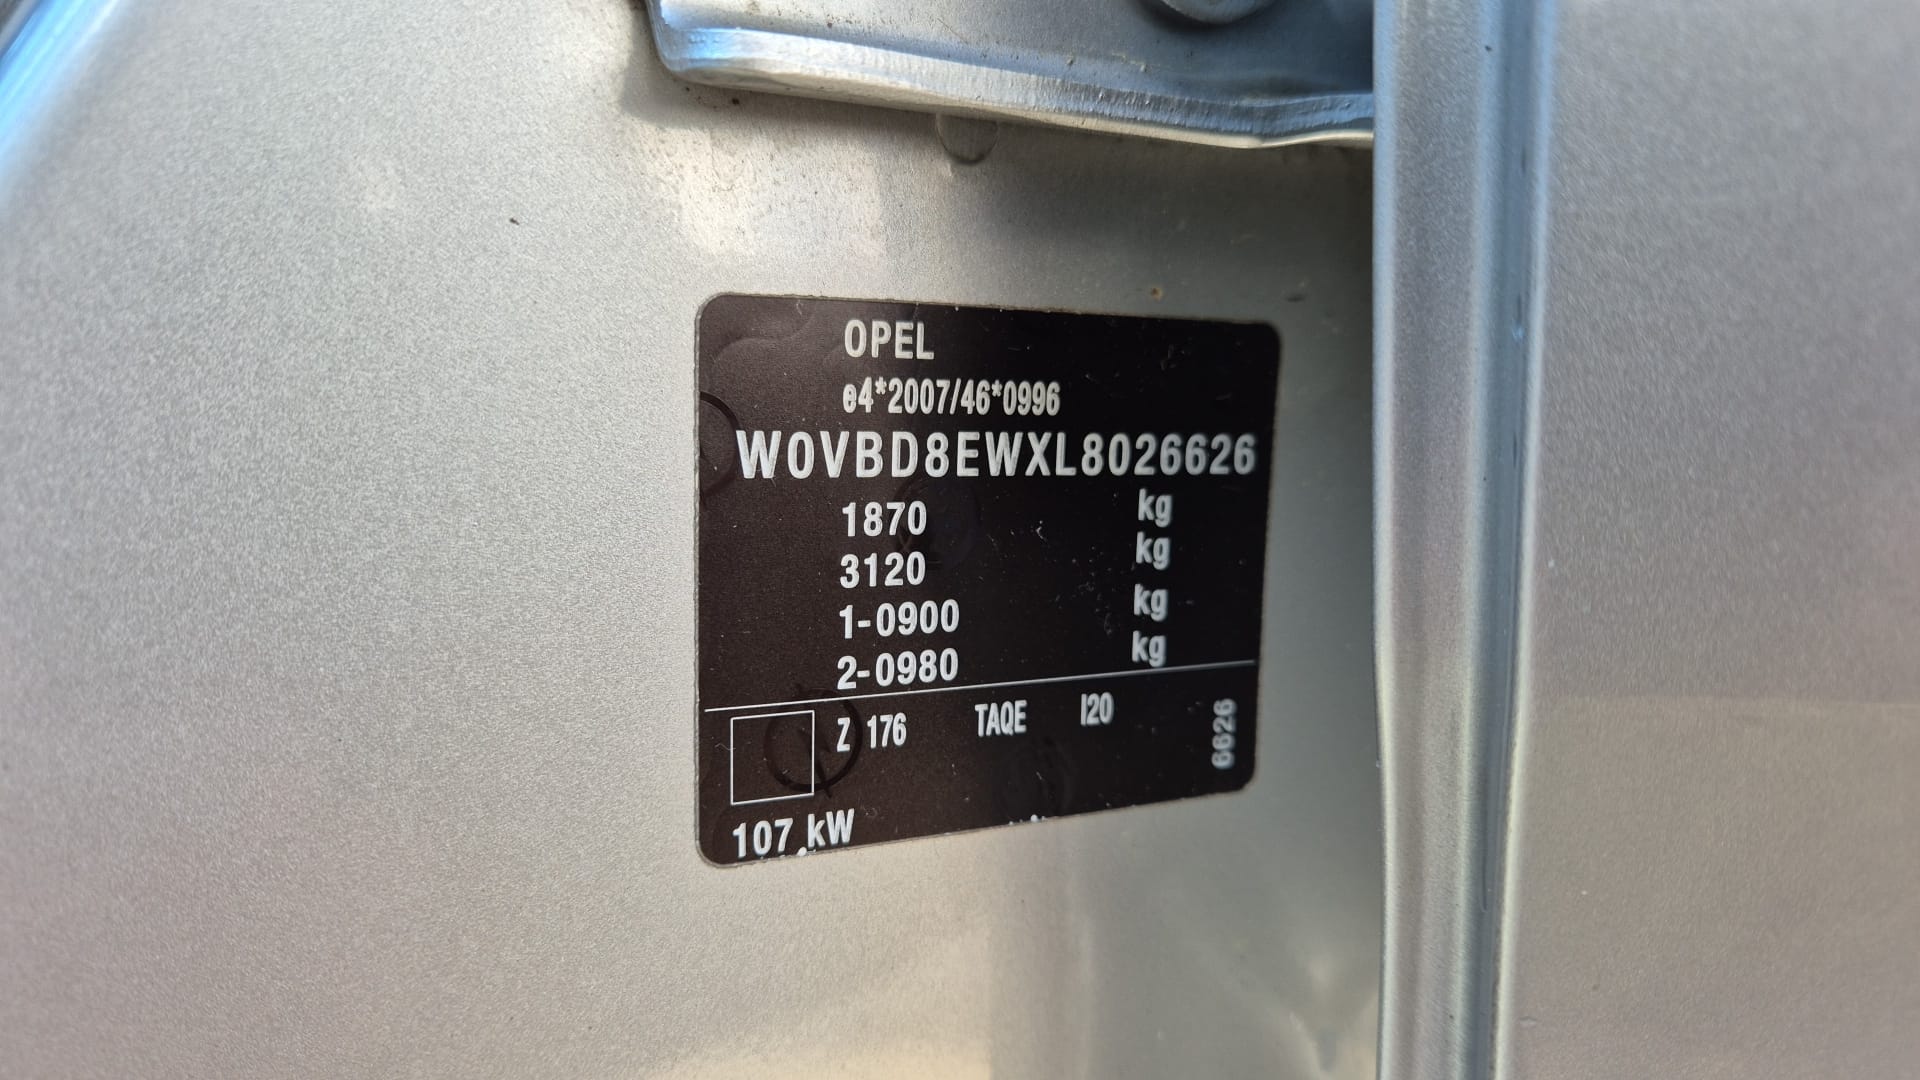 OPEL
e4*2007/46*0996
W0VBD8EWXL8026626
1870 kg
3120 kg
1-0900 kg
2-0980 kg
Z 176 TAQE I20
6626
107 kW